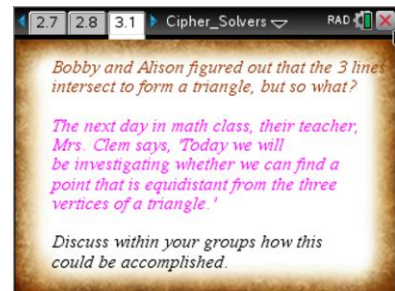 2.7 2.8 3.1 Cipher_Solvers RAD
Bobby and Alison figured out that the 3 lines
intersect to form a triangle, but so what?
The next day in math class, their teacher,
Mrs. Clem says, 'Today we will
be investigating whether we can find a
point that is equidistant from the three
vertices of a triangle.'
Discuss within your groups how this
could be accomplished.